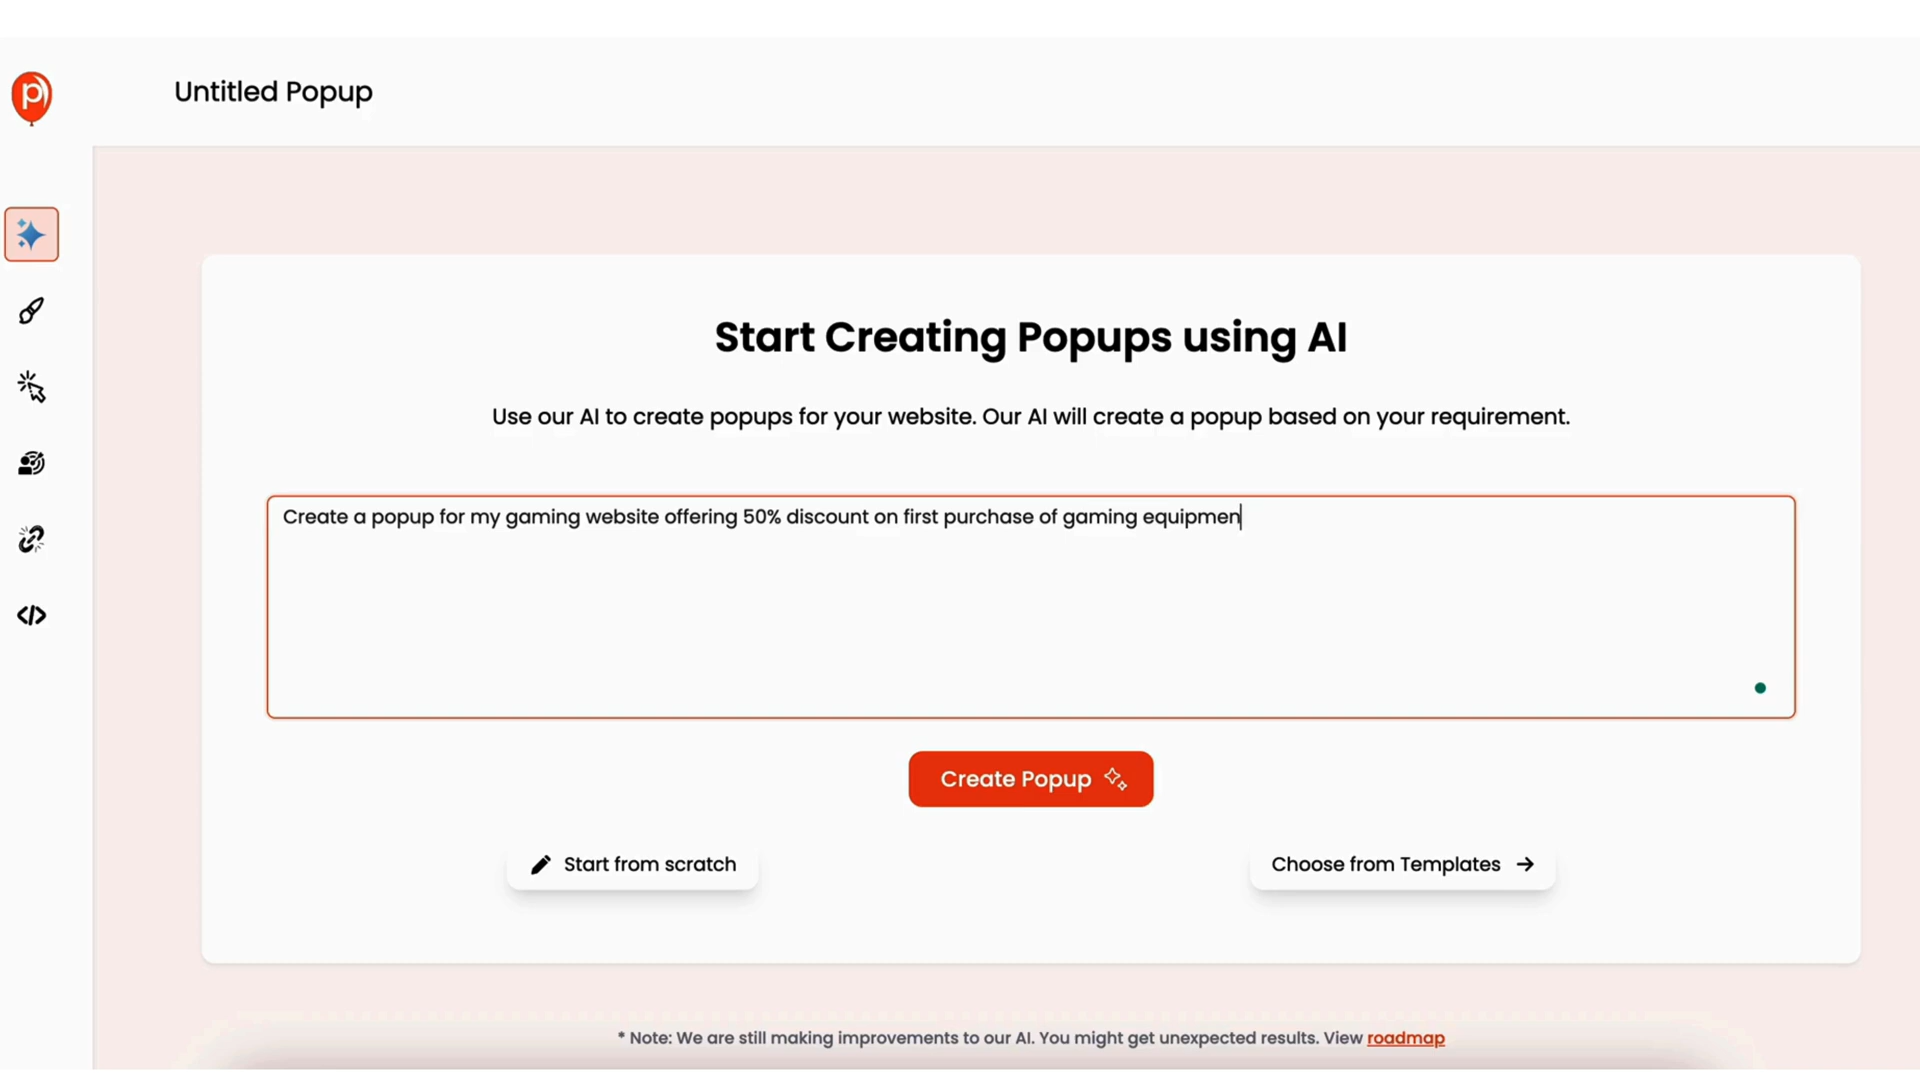 Untitled Popup
Start Creating Popups using AI
Use our AI to create popups for your website. Our AI will create a popup based on your requirement.
Create a popup for my gaming website offering 50% discount on first purchase of gaming equipmen
Create Popup
Start from scratch
Choose from Templates
* Note: We are still making improvements to our AI. You might get unexpected results. View roadmap